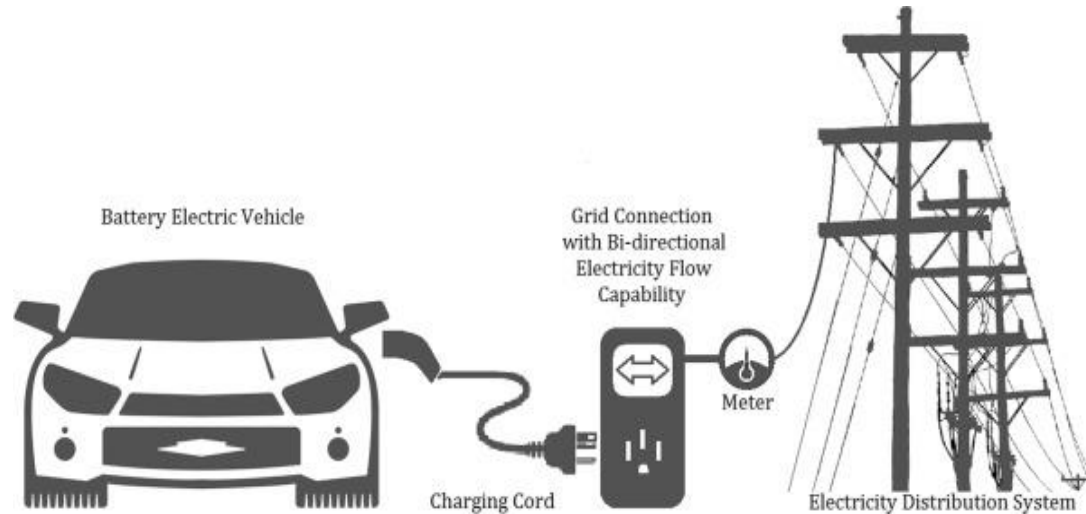 Battery Electric Vehicle
Grid Connection
with Bi-directional
Electricity Flow
Capability
Meter
Charging Cord
Electricity Distribution System